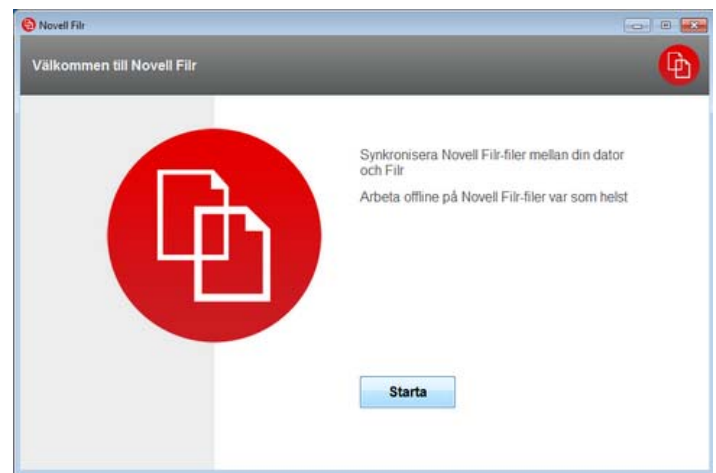 Novell Filr
Välkommen till Novell Filr
Synkronisera Novell Filr-filer mellan din dator
och Filr
Arbeta offline på Novell Filr-filer var som helst
Starta